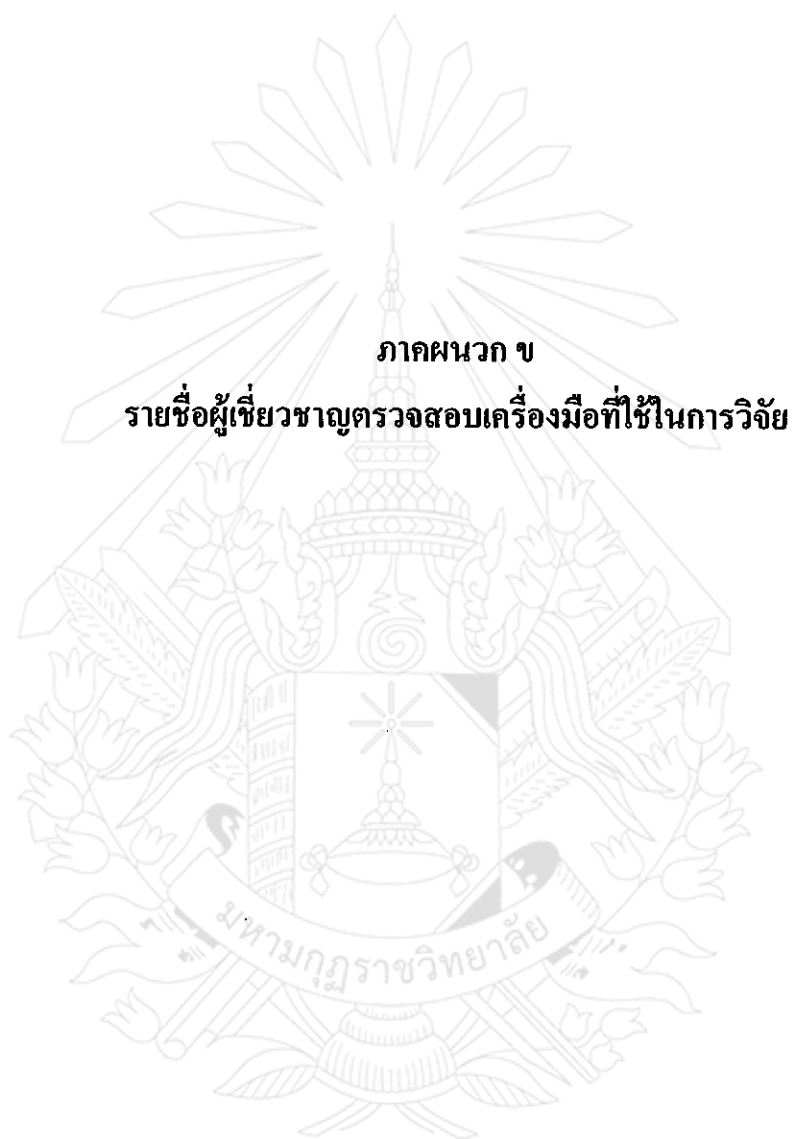 ภาคผนวก ข
รายชื่อผู้เชี่ยวชาญตรวจสอบเครื่องมือที่ใช้ในการวิจัย
มหามกุฏราชวิทยาลัย